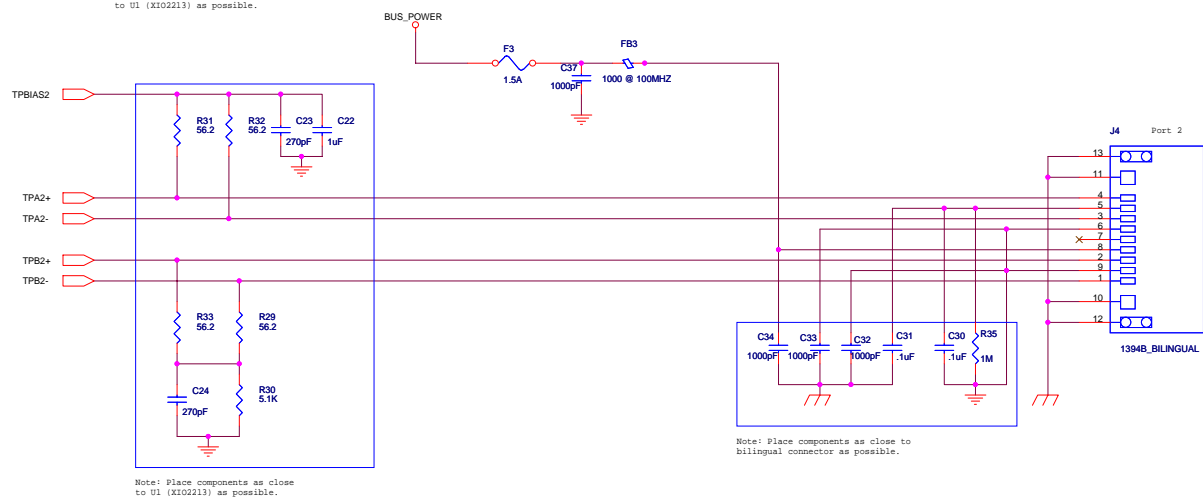 to U1 (XIO2213) as possible.
BUS_POWER
F3
1.5A
C37
1000pF
FB3
1000 @ 100MHZ
TPBIAS2
R31
56.2
R32
56.2
C23
270pF
C22
1uF
J4
Port 2
13
11
4
5
3
6
7
8
2
9
1
10
12
1394B_BILINGUAL
TPA2+
TPA2-
TPB2+
TPB2-
R33
56.2
R29
56.2
C24
270pF
R30
5.1K
C34
1000pF
C33
1000pF
C32
1000pF
C31
.1uF
C30
.1uF
R35
1M
Note: Place components as close to
bilingual connector as possible.
Note: Place components as close
to U1 (XIO2213) as possible.